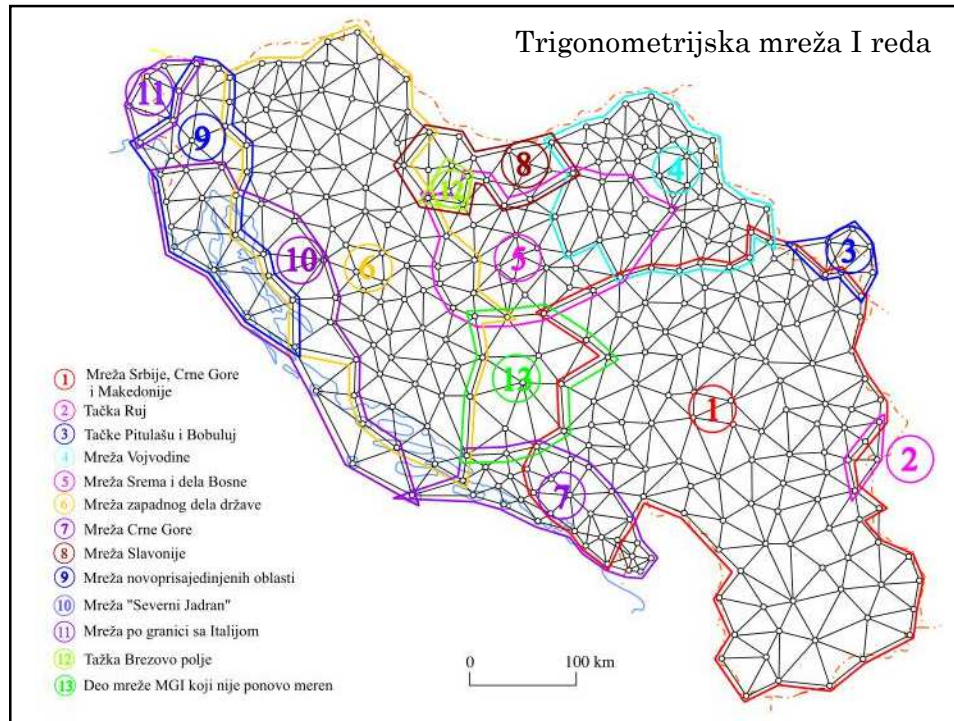 Trigonometrijska mreža I reda
11
9
8
12
4
10
6
5
3
13
1
2
7
1 Mreža Srbije, Crne Gore
i Makedonije
2 Tačka Ruj
3 Tačke Pitulašu i Bobuluj
4 Mreža Vojvodine
5 Mreža Srema i dela Bosne
6 Mreža zapadnog dela države
7 Mreža Crne Gore
8 Mreža Slavonije
9 Mreža novoprisajedinjenih oblasti
10 Mreža "Severni Jadran"
11 Mreža po granici sa Italijom
12 Tažka Brezovo polje
13 Deo mreže MGI koji nije ponovo meren
0 100 km